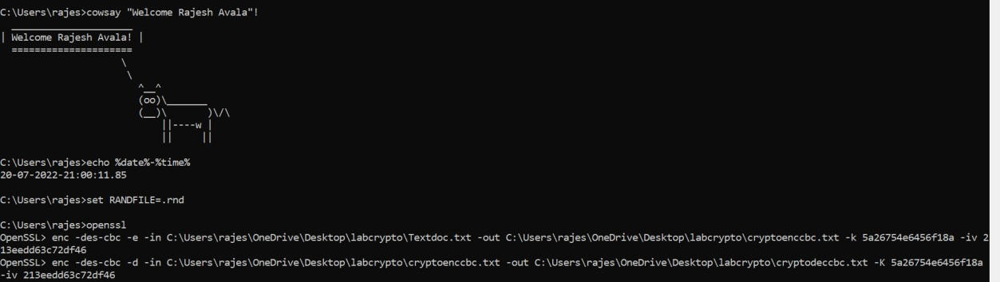 C:\Users\rajes>cowsay "Welcome Rajesh Avala"!
 _____________________
| Welcome Rajesh Avala! |
  =====================
                     \
                      \
                        ^__^
                        (oo)\_______
                        (__)\       )\/\
                            ||----w |
                            ||     ||
C:\Users\rajes>echo %date%-%time%
20-07-2022-21:00:11.85
C:\Users\rajes>set RANDFILE=.rnd
C:\Users\rajes>openssl
OpenSSL> enc -des-cbc -e -in C:\Users\rajes\OneDrive\Desktop\labcrypto\Textdoc.txt -out C:\Users\rajes\OneDrive\Desktop\labcrypto\cryptoenccbc.txt -k 5a26754e6456f18a -iv 2
13eedd63c72df46
OpenSSL> enc -des-cbc -d -in C:\Users\rajes\OneDrive\Desktop\labcrypto\cryptoenccbc.txt -out C:\Users\rajes\OneDrive\Desktop\labcrypto\cryptodeccbc.txt -K 5a26754e6456f18a
-iv 213eedd63c72df46